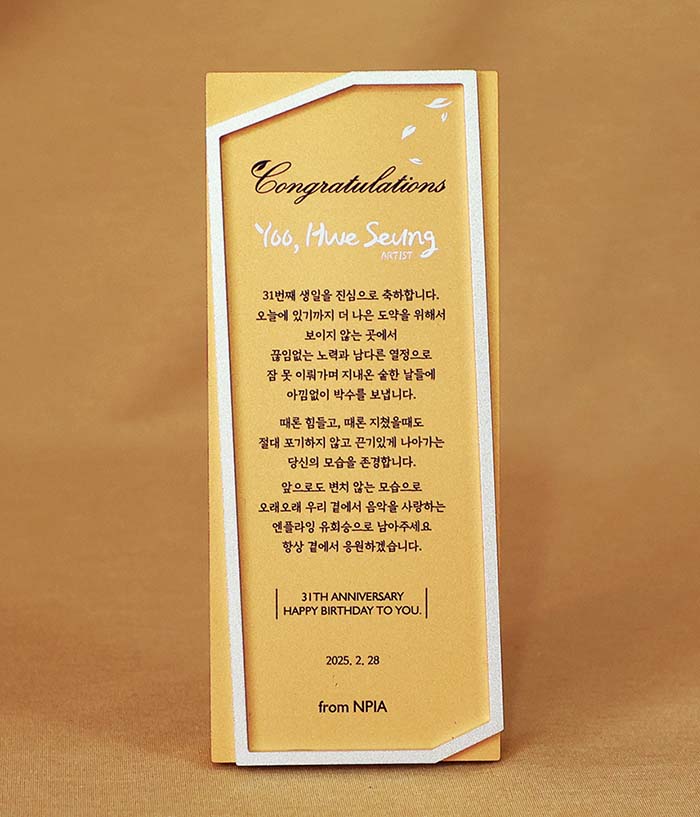 Congratulations
Yoo, Hwe Seung
ARTIST
31번째 생일을 진심으로 축하합니다.
오늘에 있기까지 더 나은 도약을 위해서
보이지 않는 곳에서
끊임없는 노력과 남다른 열정으로
잠 못 이뤄가며 지내온 숱한 날들에
아낌없이 박수를 보냅니다.
때론 힘들고, 때론 지쳤을때도
절대 포기하지 않고 끈기있게 나아가는
당신의 모습을 존경합니다.
앞으로도 변치 않는 모습으로
오래오래 우리 곁에서 음악을 사랑하는
엔플라잉 유회승으로 남아주세요
항상 곁에서 응원하겠습니다.
31TH ANNIVERSARY
HAPPY BIRTHDAY TO YOU.
2025. 2. 28
from NPIA